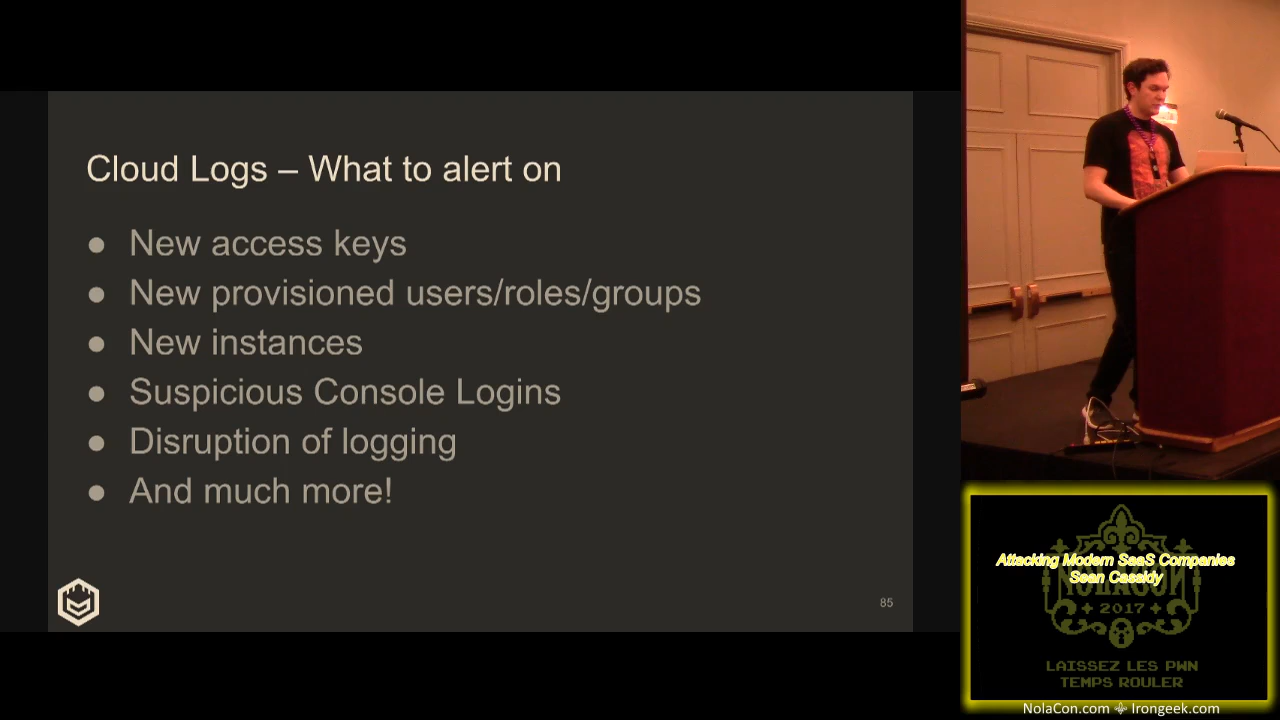 Cloud Logs – What to alert on
● New access keys
● New provisioned users/roles/groups
● New instances
● Suspicious Console Logins
● Disruption of logging
● And much more!
85
Attacking Modern SaaS Companies
Sean Cassidy
NOLACON
2017
LAISSEZ LES PWN
TEMPS ROULER
NolaCon.com ⚜ Irongeek.com